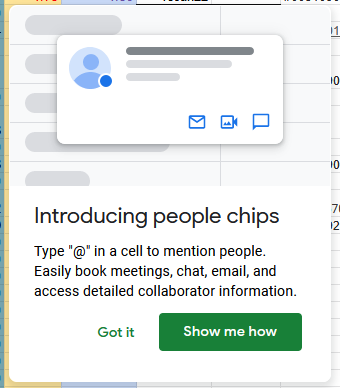 Introducing people chips
Type "@" in a cell to mention people.
Easily book meetings, chat, email, and
access detailed collaborator information.
Got it
Show me how